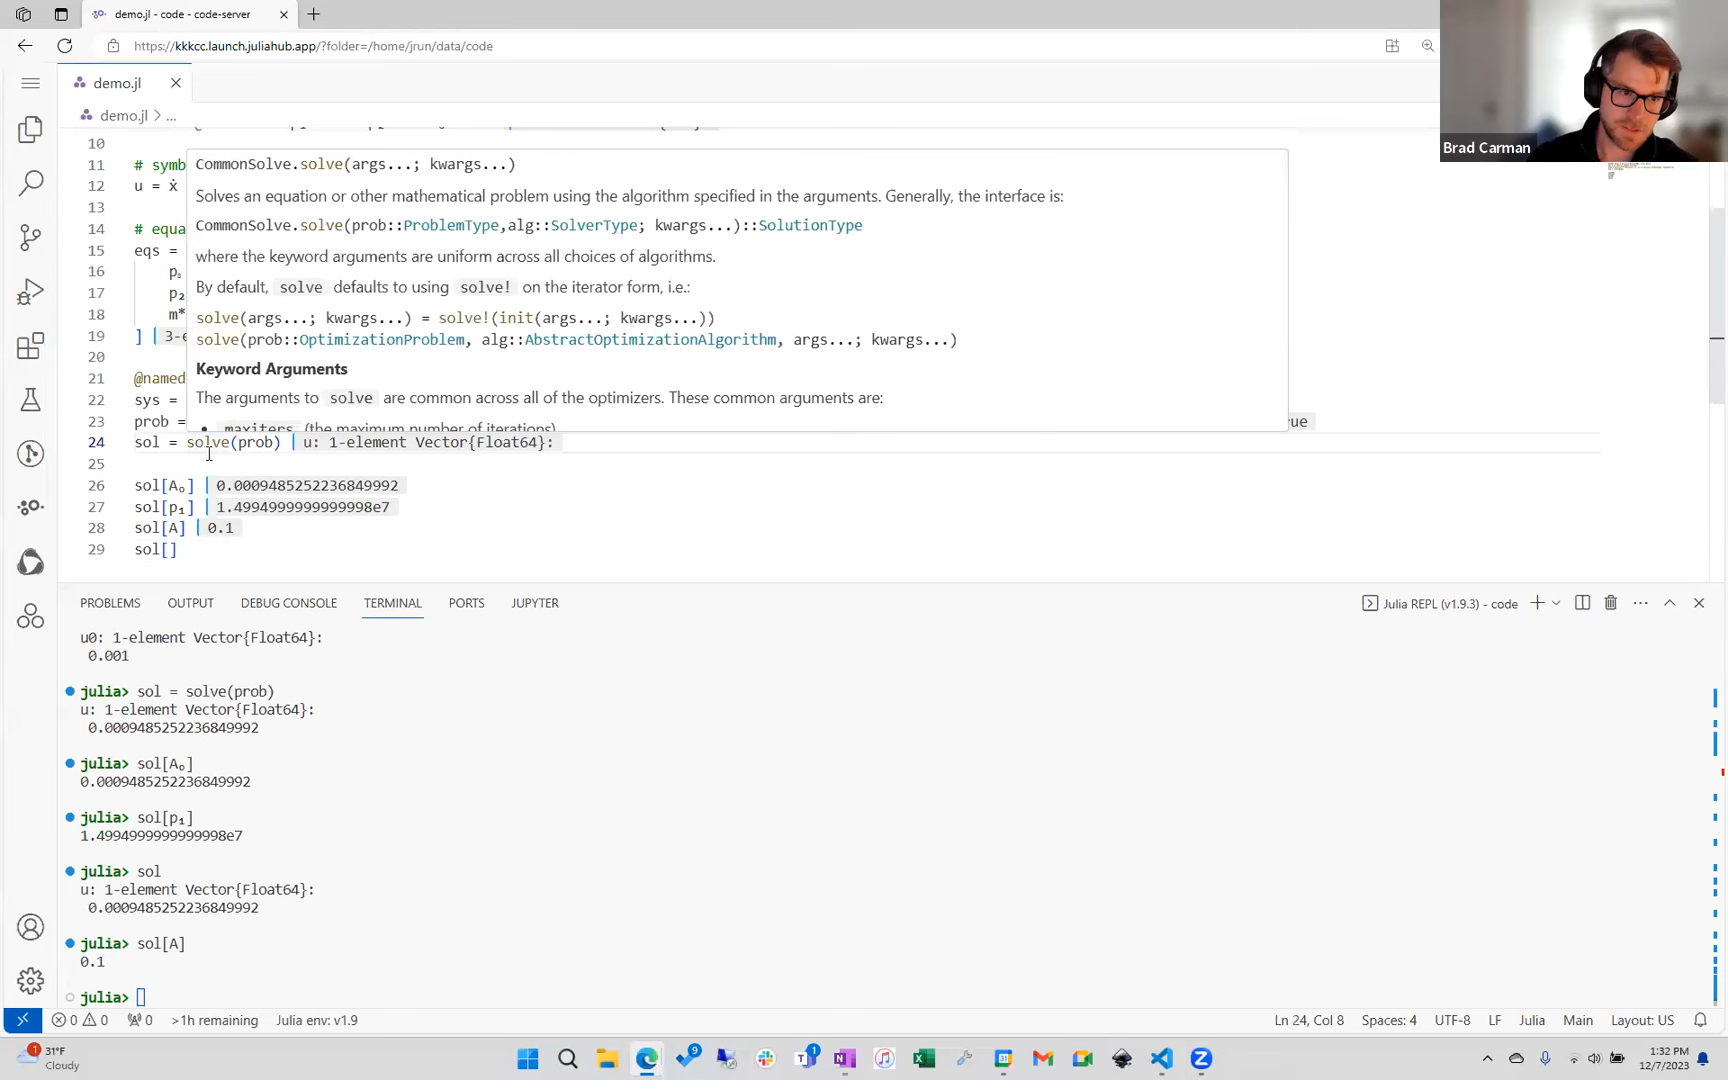 demo.jl - code - code-server
https://kkkcc.launch.juliahub.app/?folder=/home/jrun/data/code
Brad Carman
demo.jl
demo.jl > ...
10
11 # symb
12 u = ẋ
13
14 # equa
15 eqs =
16
17 p₂
18 m*
19 ] 3-e
20
21 @named
22 sys =
23 prob = rue
24 sol = solve(prob) u: 1-element Vector{Float64}:
25
26 sol[Aₒ] 0.0009485252236849992
27 sol[p₁] 1.4994999999999998e7
28 sol[A] 0.1
29 sol[]
CommonSolve.solve(args...; kwargs...)
Solves an equation or other mathematical problem using the algorithm specified in the arguments. Generally, the interface is:
CommonSolve.solve(prob::ProblemType,alg::SolverType; kwargs...)::SolutionType
where the keyword arguments are uniform across all choices of algorithms.
By default, solve defaults to using solve! on the iterator form, i.e.:
solve(args...; kwargs...) = solve!(init(args...; kwargs...))
solve(prob::OptimizationProblem, alg::AbstractOptimizationAlgorithm, args...; kwargs...)
Keyword Arguments
The arguments to solve are common across all of the optimizers. These common arguments are:
• maxiters (the maximum number of iterations)
PROBLEMS OUTPUT DEBUG CONSOLE TERMINAL PORTS JUPYTER
Julia REPL (v1.9.3) - code
u0: 1-element Vector{Float64}:
0.001
julia> sol = solve(prob)
u: 1-element Vector{Float64}:
0.0009485252236849992
julia> sol[Aₒ]
0.0009485252236849992
julia> sol[p₁]
1.4994999999999998e7
julia> sol
u: 1-element Vector{Float64}:
0.0009485252236849992
julia> sol[A]
0.1
julia>
0 0 0 >1h remaining Julia env: v1.9 Ln 24, Col 8 Spaces: 4 UTF-8 LF Julia Main Layout: US
1 31°F
Cloudy
9
1
1:32 PM
12/7/2023